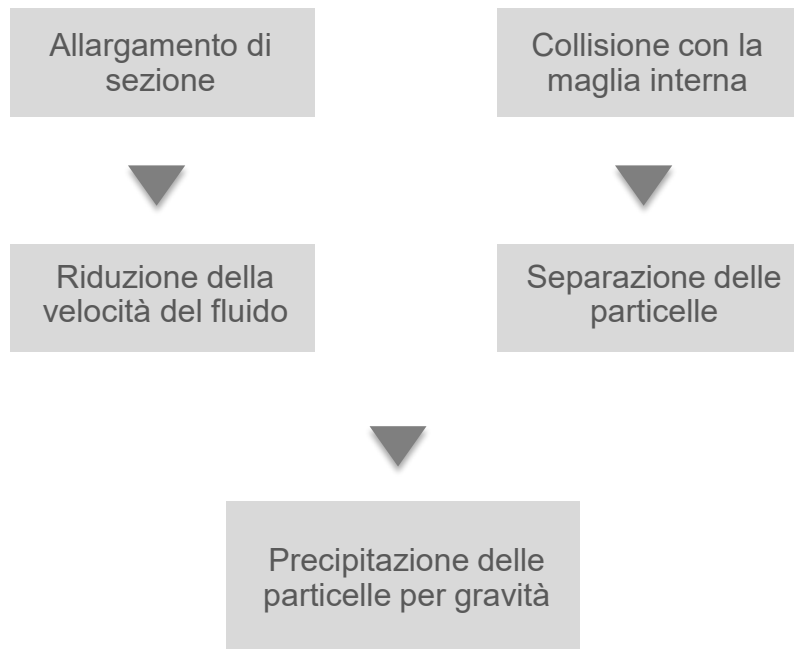 Allargamento di
sezione
Collisione con la
maglia interna
Riduzione della
velocità del fluido
Separazione delle
particelle
Precipitazione delle
particelle per gravità